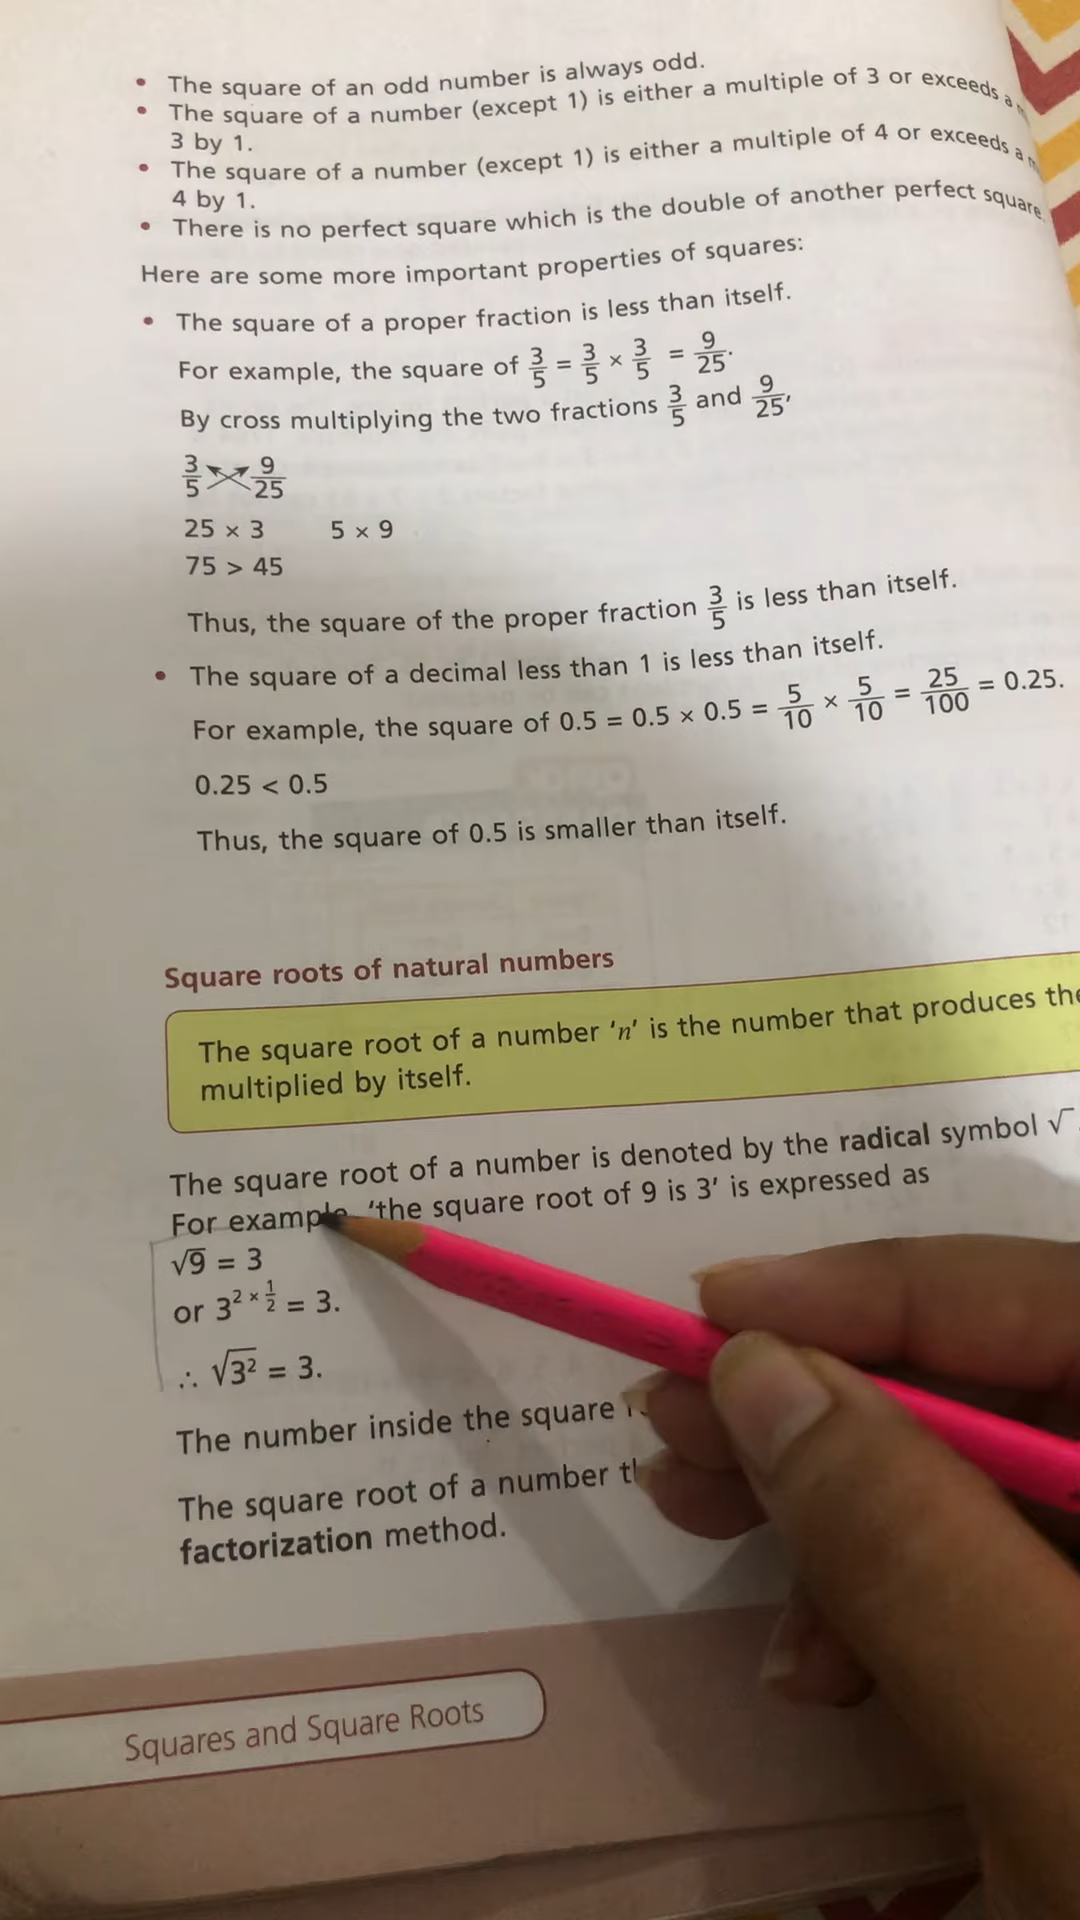 • The square of an odd number is always odd.
• The square of a number (except 1) is either a multiple of 3 or exceeds a
3 by 1.
• The square of a number (except 1) is either a multiple of 4 or exceeds a
4 by 1.
• There is no perfect square which is the double of another perfect square.
Here are some more important properties of squares:
• The square of a proper fraction is less than itself.
For example, the square of 3/5 = 3/5 × 3/5 = 9/25.
By cross multiplying the two fractions 3/5 and 9/25,
3/5 9/25
25 × 3 5 × 9
75 > 45
Thus, the square of the proper fraction 3/5 is less than itself.
• The square of a decimal less than 1 is less than itself.
For example, the square of 0.5 = 0.5 × 0.5 = 5/10 × 5/10 = 25/100 = 0.25.
0.25 < 0.5
Thus, the square of 0.5 is smaller than itself.
Square roots of natural numbers
The square root of a number ‘n’ is the number that produces the
multiplied by itself.
The square root of a number is denoted by the radical symbol √
For example, ‘the square root of 9 is 3’ is expressed as
√9 = 3
or 3^(2 × 1/2) = 3.
∴ √3² = 3.
The number inside the square
The square root of a number
factorization method.
Squares and Square Roots